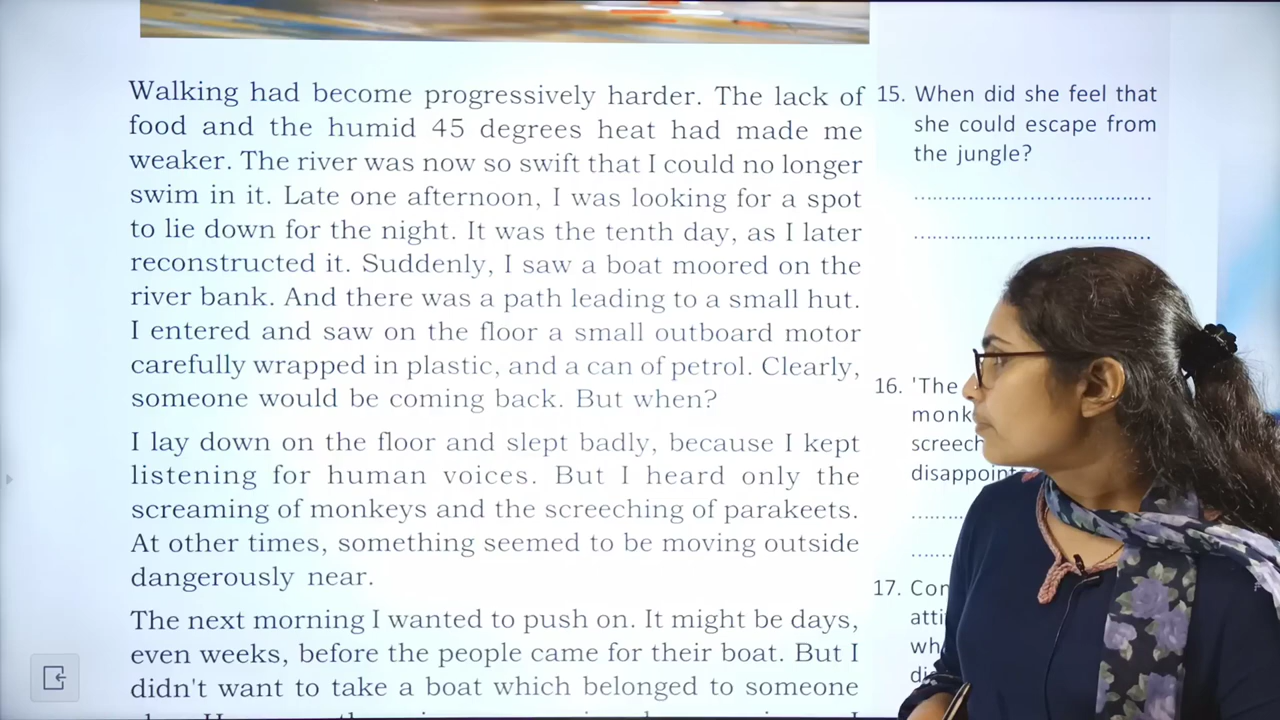 Walking had become progressively harder. The lack of
food and the humid 45 degrees heat had made me
weaker. The river was now so swift that I could no longer
swim in it. Late one afternoon, I was looking for a spot
to lie down for the night. It was the tenth day, as I later
reconstructed it. Suddenly, I saw a boat moored on the
river bank. And there was a path leading to a small hut.
I entered and saw on the floor a small outboard motor
carefully wrapped in plastic, and a can of petrol. Clearly,
someone would be coming back. But when?
I lay down on the floor and slept badly, because I kept
listening for human voices. But I heard only the
screaming of monkeys and the screeching of parakeets.
At other times, something seemed to be moving outside
dangerously near.
The next morning I wanted to push on. It might be days,
even weeks, before the people came for their boat. But I
didn't want to take a boat which belonged to someone
15. When did she feel that
she could escape from
the jungle?
16. 'The
monk
screech
disappoint
17. Con
atti
wh
di